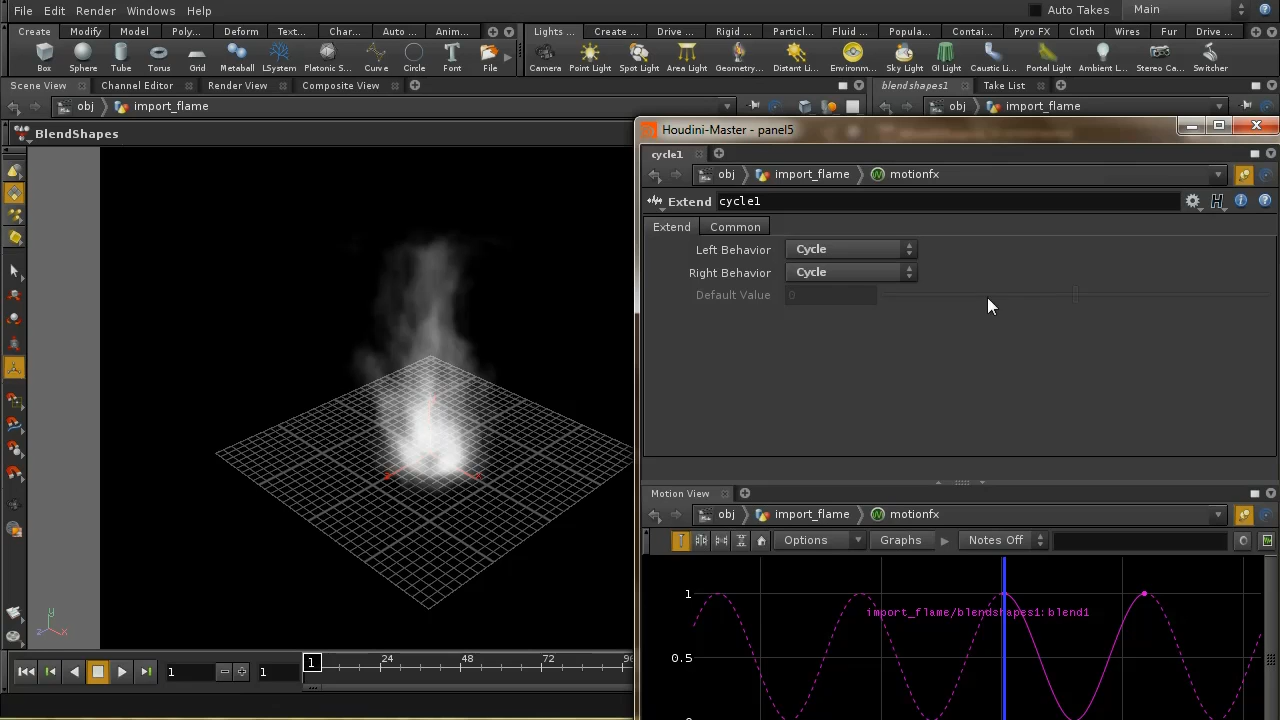 File Edit Render Windows Help Auto Takes Main
Create Modify Model Poly... Deform Text... Char... Auto ... Anim... Lights ... Create ... Drive ... Rigid ... Particl... Fluid ... Popula... Contai... Pyro FX Cloth Wires Fur Drive ...
Box Sphere Tube Torus Grid Metaball LSystem Platonic S... Curve Circle Font File Camera Point Light Spot Light Area Light Geometry... Distant Li... Environ... Sky Light GI Light Caustic Li... Portal Light Ambient L... Stereo Ca... Switcher
Scene View Channel Editor Render View Composite View blendshapes1 Take List
obj import_flame obj import_flame
BlendShapes
Houdini-Master - panel5
cycle1
obj import_flame motionfx
Extend cycle1
Extend Common
Left Behavior Cycle
Right Behavior Cycle
Default Value 0
Motion View
obj import_flame motionfx
Options Graphs Notes Off
1
import_flame/blendshapes1:blend1
0.5
y
z x
1 1 1 24 48 72